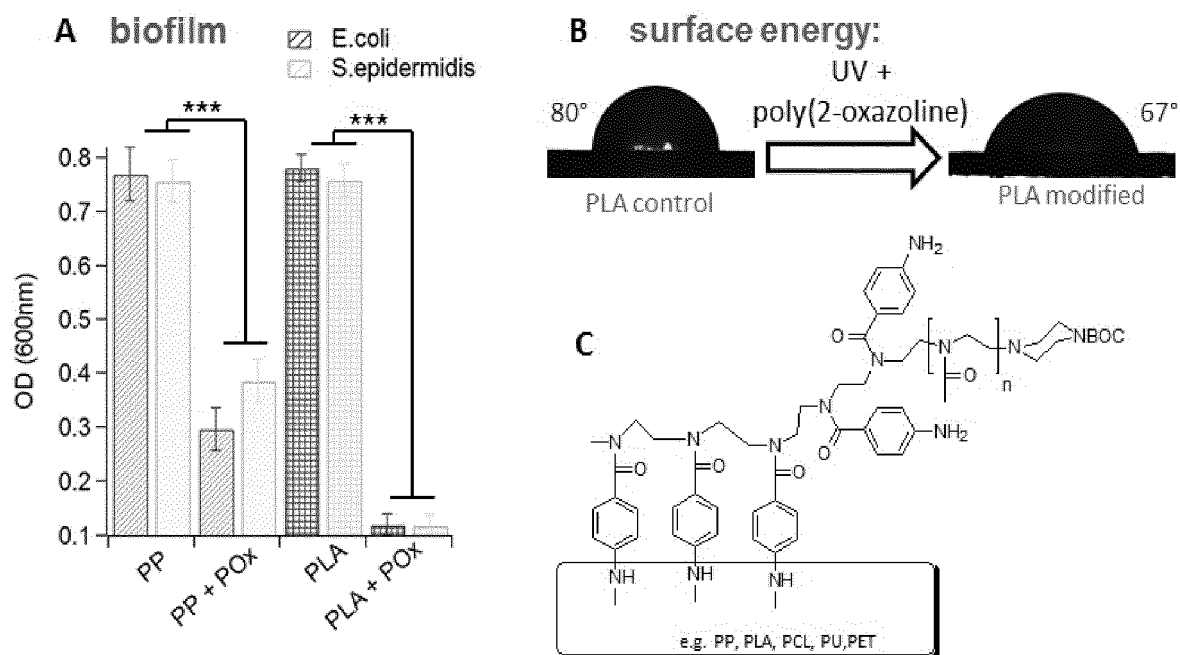 A biofilm
E.coli
S.epidermidis
***
***
0.8
0.7
0.6
0.5
0.4
0.3
0.2
0.1
OD (600nm)
PP
PP + POx
PLA
PLA + POx
B surface energy:
UV +
poly(2-oxazoline)
80°
67°
PLA control
PLA modified
C
NH2
O
N
N
N
NBOC
O
n
N
O
NH2
N
N
N
O
O
O
NH
NH
NH
e.g. PP, PLA, PCL, PU,PET